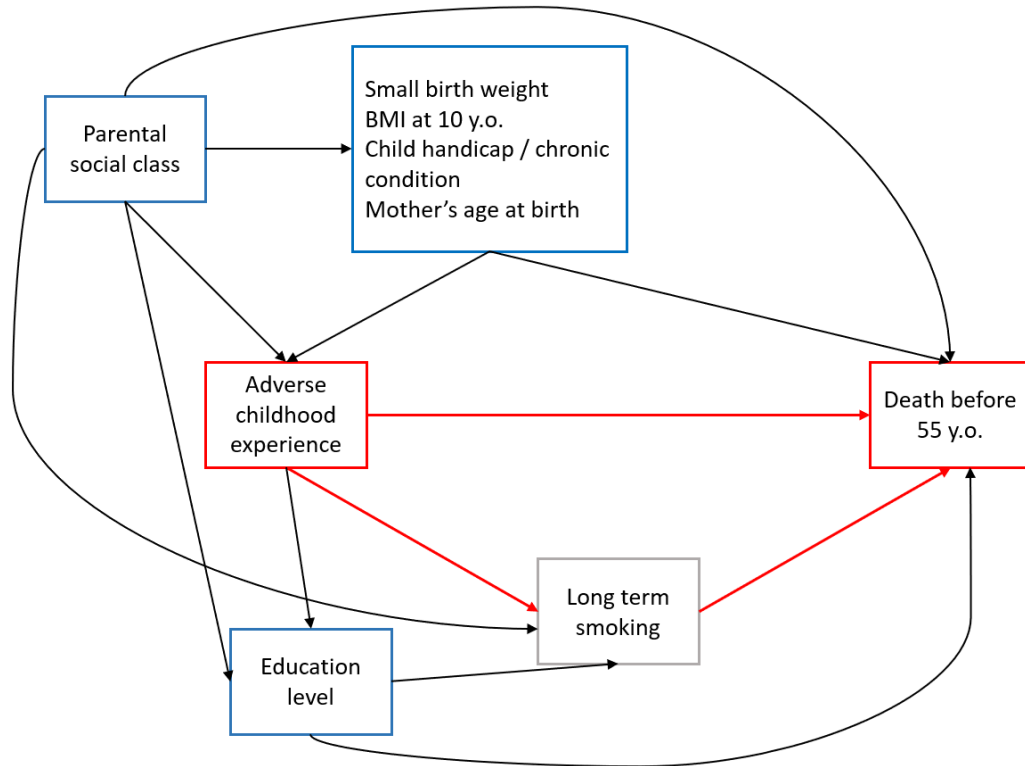 Parental
social class
Small birth weight
BMI at 10 y.o.
Child handicap / chronic
condition
Mother’s age at birth
Adverse
childhood
experience
Death before
55 y.o.
Long term
smoking
Education
level